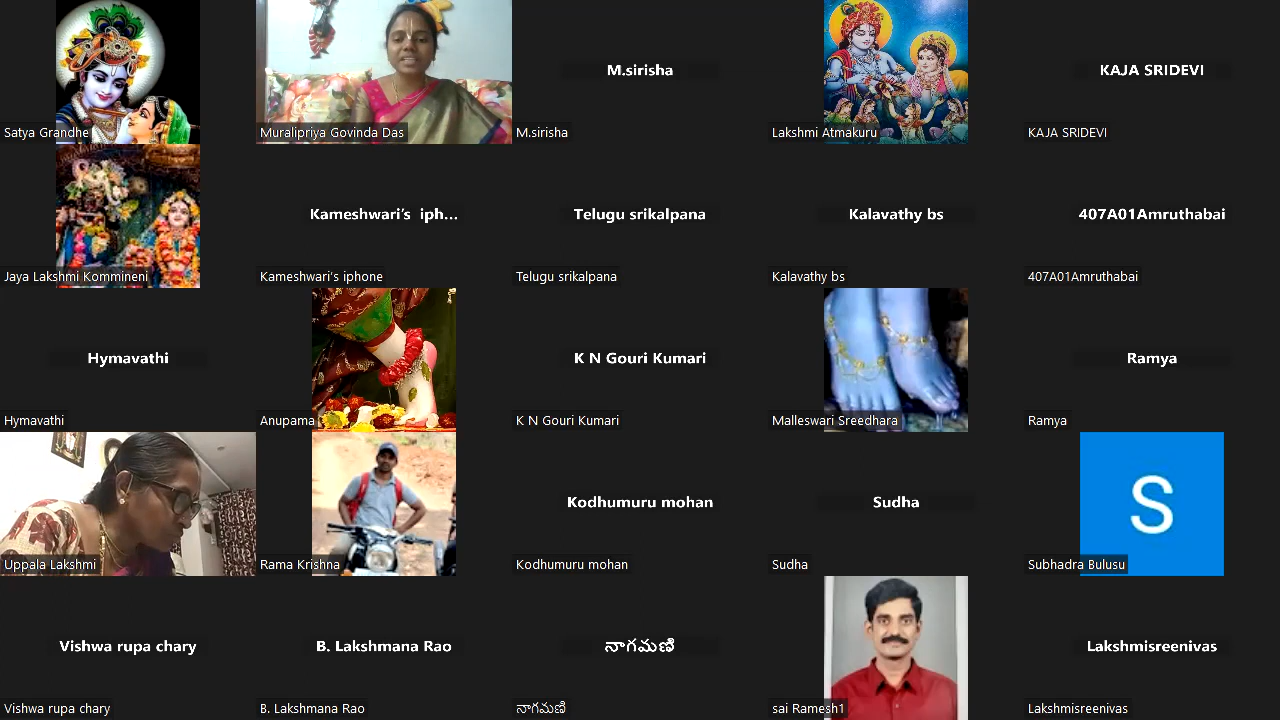 Satya Grandhe
Muralipriya Govinda Das
M.sirisha
M.sirisha
Lakshmi Atmakuru
KAJA SRIDEVI
KAJA SRIDEVI
Jaya Lakshmi Kommineni
Kameshwari's iph...
Kameshwari's iphone
Telugu srikalpana
Telugu srikalpana
Kalavathy bs
Kalavathy bs
407A01Amruthabai
407A01Amruthabai
Hymavathi
Hymavathi
Anupama
K N Gouri Kumari
K N Gouri Kumari
Malleswari Sreedhara
Ramya
Ramya
Uppala Lakshmi
Rama Krishna
Kodhumuru mohan
Kodhumuru mohan
Sudha
Sudha
S
Subhadra Bulusu
Vishwa rupa chary
Vishwa rupa chary
B. Lakshmana Rao
B. Lakshmana Rao
నాగమణి
నాగమణి
sai Ramesh1
Lakshmisreenivas
Lakshmisreenivas